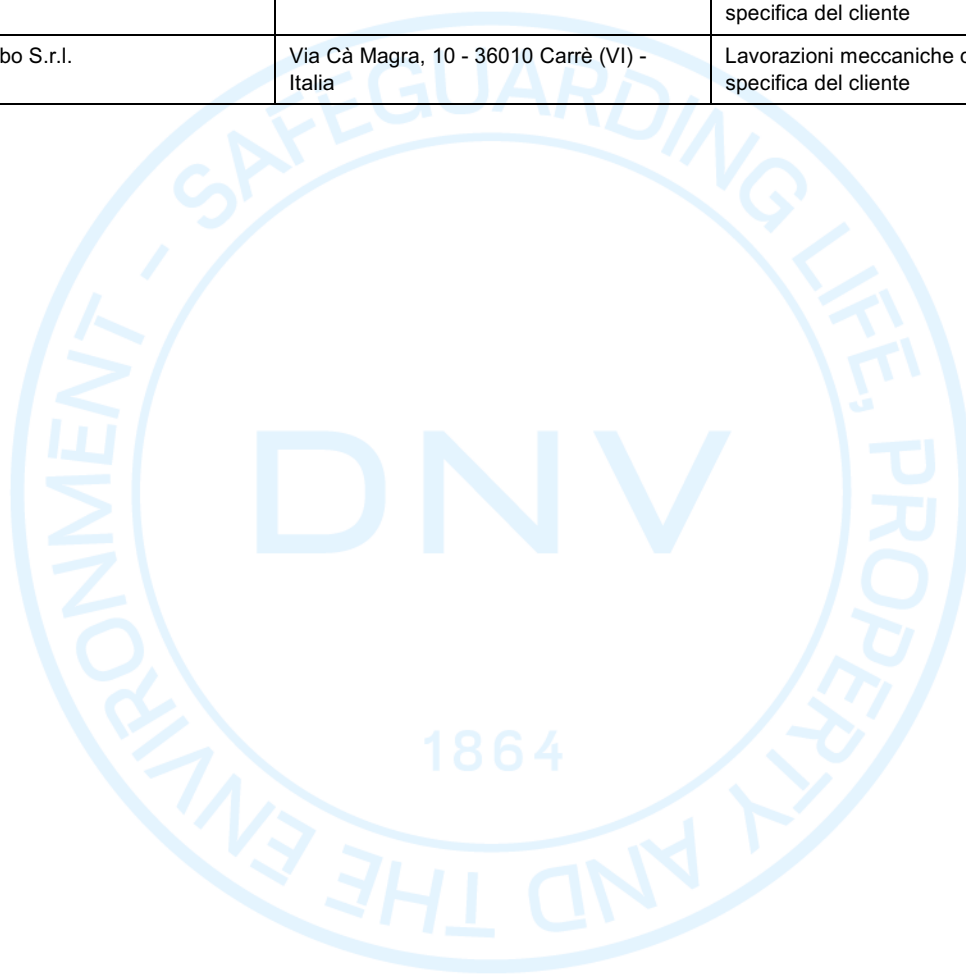 specifica del cliente
bo S.r.l.
Via Cà Magra, 10 - 36010 Carrè (VI) -
Italia
Lavorazioni meccaniche
specifica del cliente
SAFEGUARDING LIFE, PROPERTY AND THE ENVIRONMENT -
DNV
1864